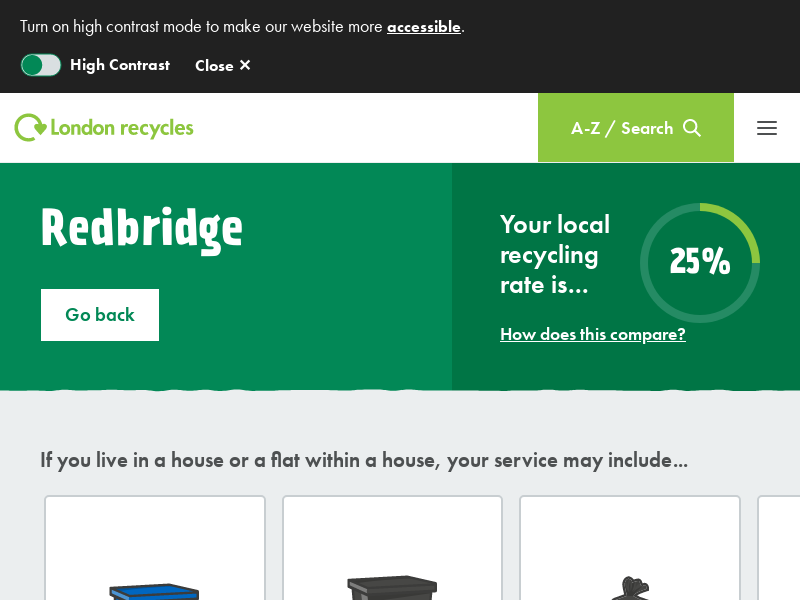 Turn on high contrast mode to make our website more accessible.
High Contrast
Close ✕
London recycles
A-Z / Search
Redbridge
Go back
Your local
recycling
rate is...
25%
How does this compare?
If you live in a house or a flat within a house, your service may include...